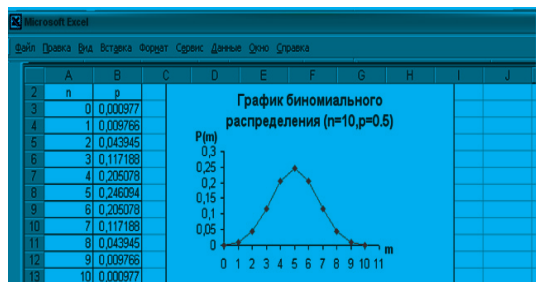 Microsoft Excel
Файл Правка Вид Вставка Формат Сервис Данные Окно Справка
A B C D E F G H I J
2 n p
3 0 0,000977
4 1 0,009766
5 2 0,043945
6 3 0,117188
7 4 0,205078
8 5 0,246094
9 6 0,205078
10 7 0,117188
11 8 0,043945
12 9 0,009766
13 10 0,000977
График биномиального
распределения (n=10,p=0.5)
P(m)
0,3
0,25
0,2
0,15
0,1
0,05
0
m
0 1 2 3 4 5 6 7 8 9 10 11